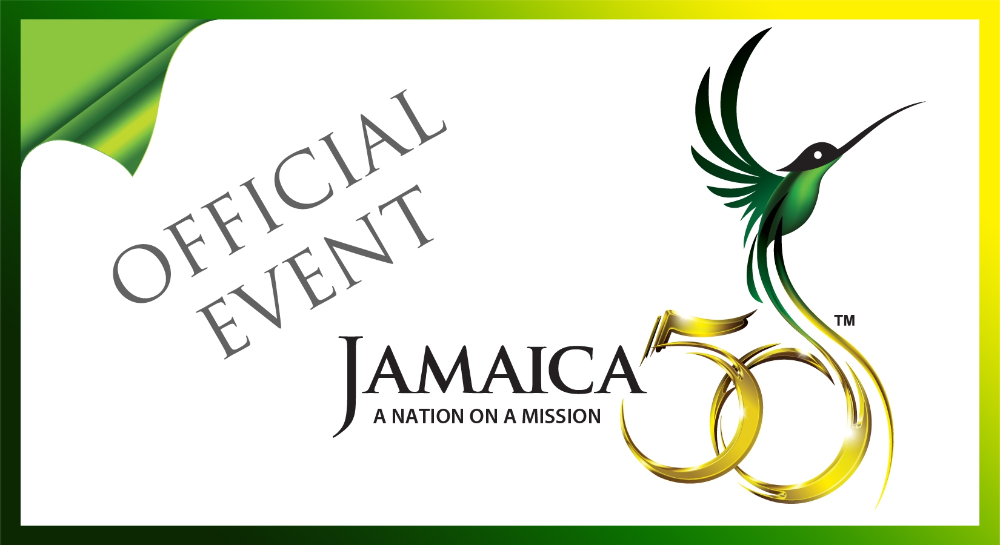 OFFICIAL
EVENT
JAMAICA 50 TM
A NATION ON A MISSION